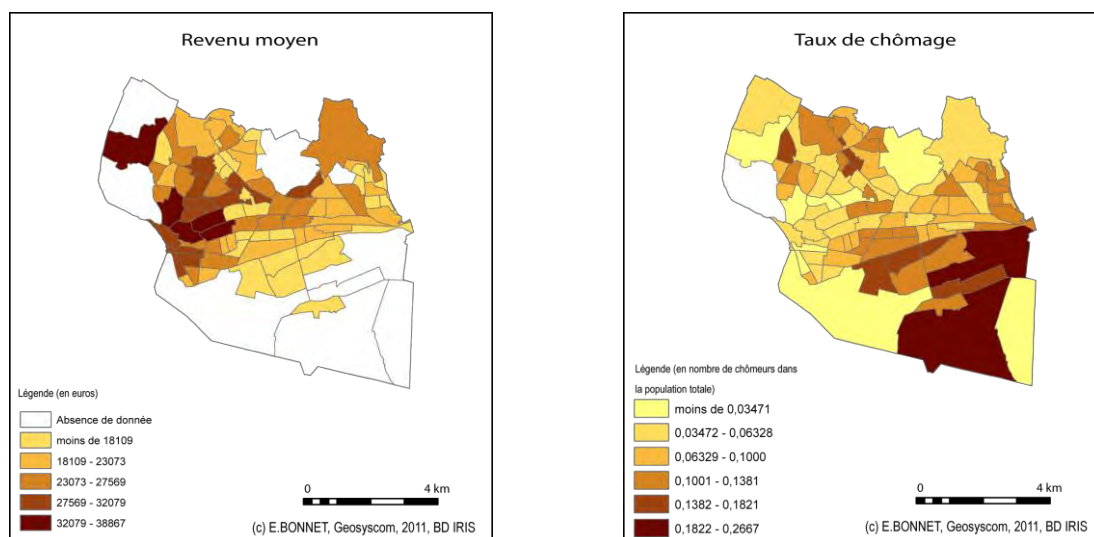 Revenu moyen
Légende (en euros)
Absence de donnée
moins de 18109
18109 - 23073
23073 - 27569
27569 - 32079
32079 - 38867
0 4 km
(c) E.BONNET, Geosyscom, 2011, BD IRIS
Taux de chômage
Légende (en nombre de chômeurs dans
la population totale)
moins de 0,03471
0,03472 - 0,06328
0,06329 - 0,1000
0,1001 - 0,1381
0,1382 - 0,1821
0,1822 - 0,2667
0 4 km
(c) E.BONNET, Geosyscom, 2011, BD IRIS